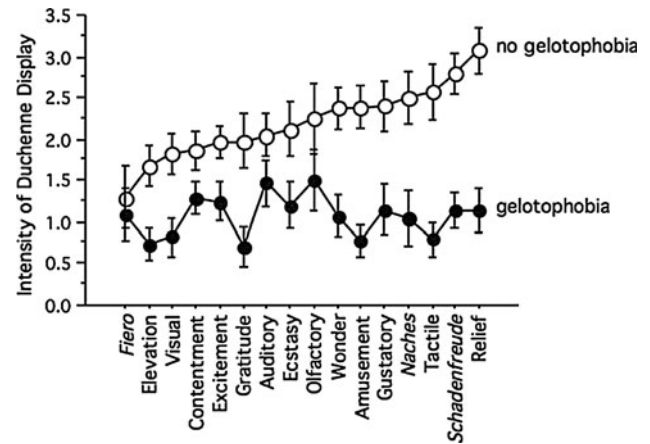 Intensity of Duchenne Display
3.5
3.0
2.5
2.0
1.5
1.0
0.5
0.0
no gelotophobia
gelotophobia
Fiero
Elevation
Visual
Contentment
Excitement
Gratitude
Auditory
Ecstasy
Olfactory
Wonder
Amusement
Gustatory
Naches
Tactile
Schadenfreude
Relief